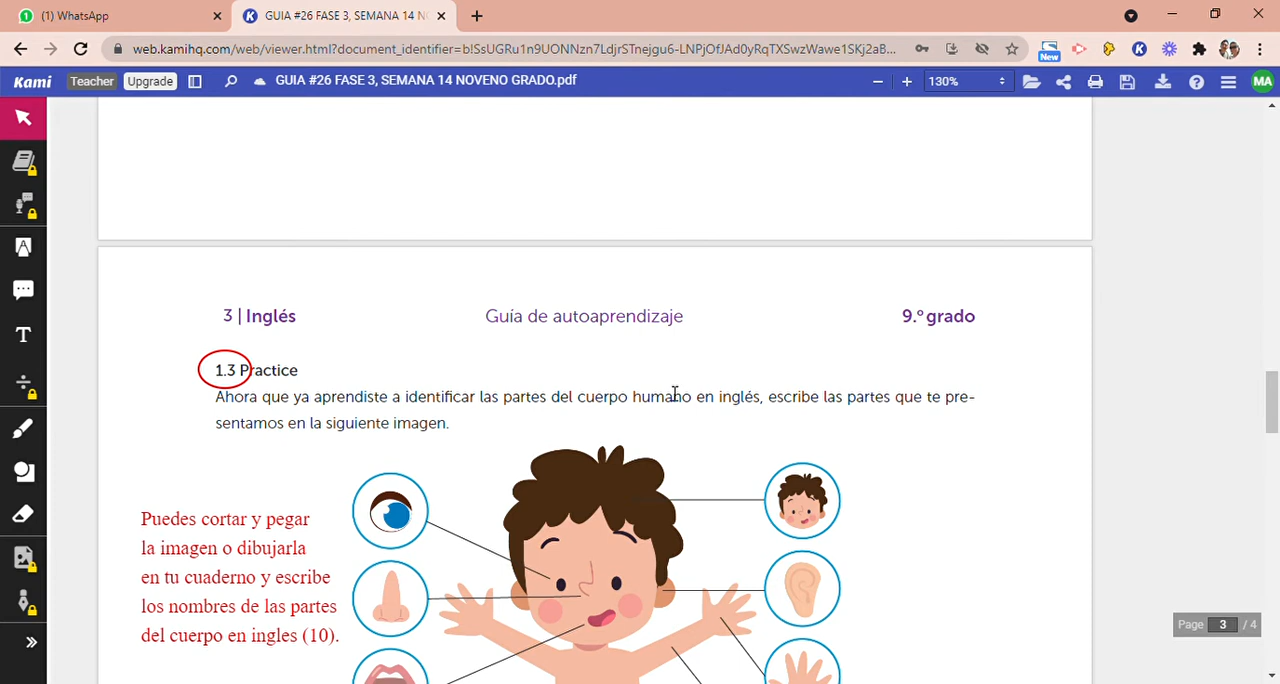 (1) WhatsApp
GUIA #26 FASE 3, SEMANA 14 N
web.kamihq.com/web/viewer.html?document_identifier=
New
Kami Teacher Upgrade GUIA #26 FASE 3, SEMANA 14 NOVENO GRADO.pdf 130% MA
3 | Inglés Guía de autoaprendizaje 9.º grado
1.3 Practice
Ahora que ya aprendiste a identificar las partes del cuerpo humano en inglés, escribe las partes que te pre-
sentamos en la siguiente imagen.
Puedes cortar y pegar
la imagen o dibujarla
en tu cuaderno y escribe
los nombres de las partes
del cuerpo en ingles (10).
Page 3 / 4